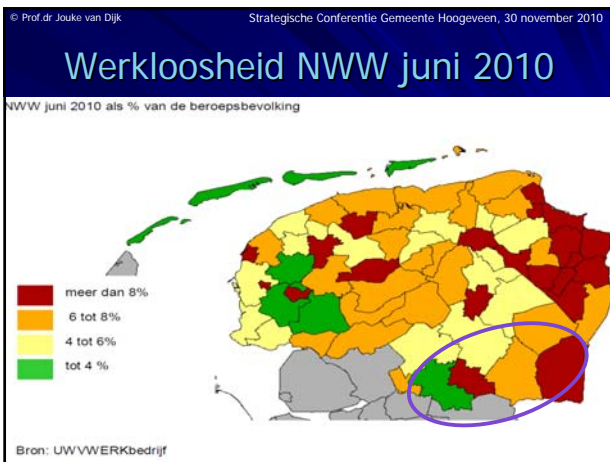 © Prof.dr Jouke van Dijk Strategische Conferentie Gemeente Hoogeveen, 30 november 2010
Werkloosheid NWW juni 2010
NWW juni 2010 als % van de beroepsbevolking
meer dan 8%
6 tot 8%
4 tot 6%
tot 4 %
Bron: UWVWERKbedrijf